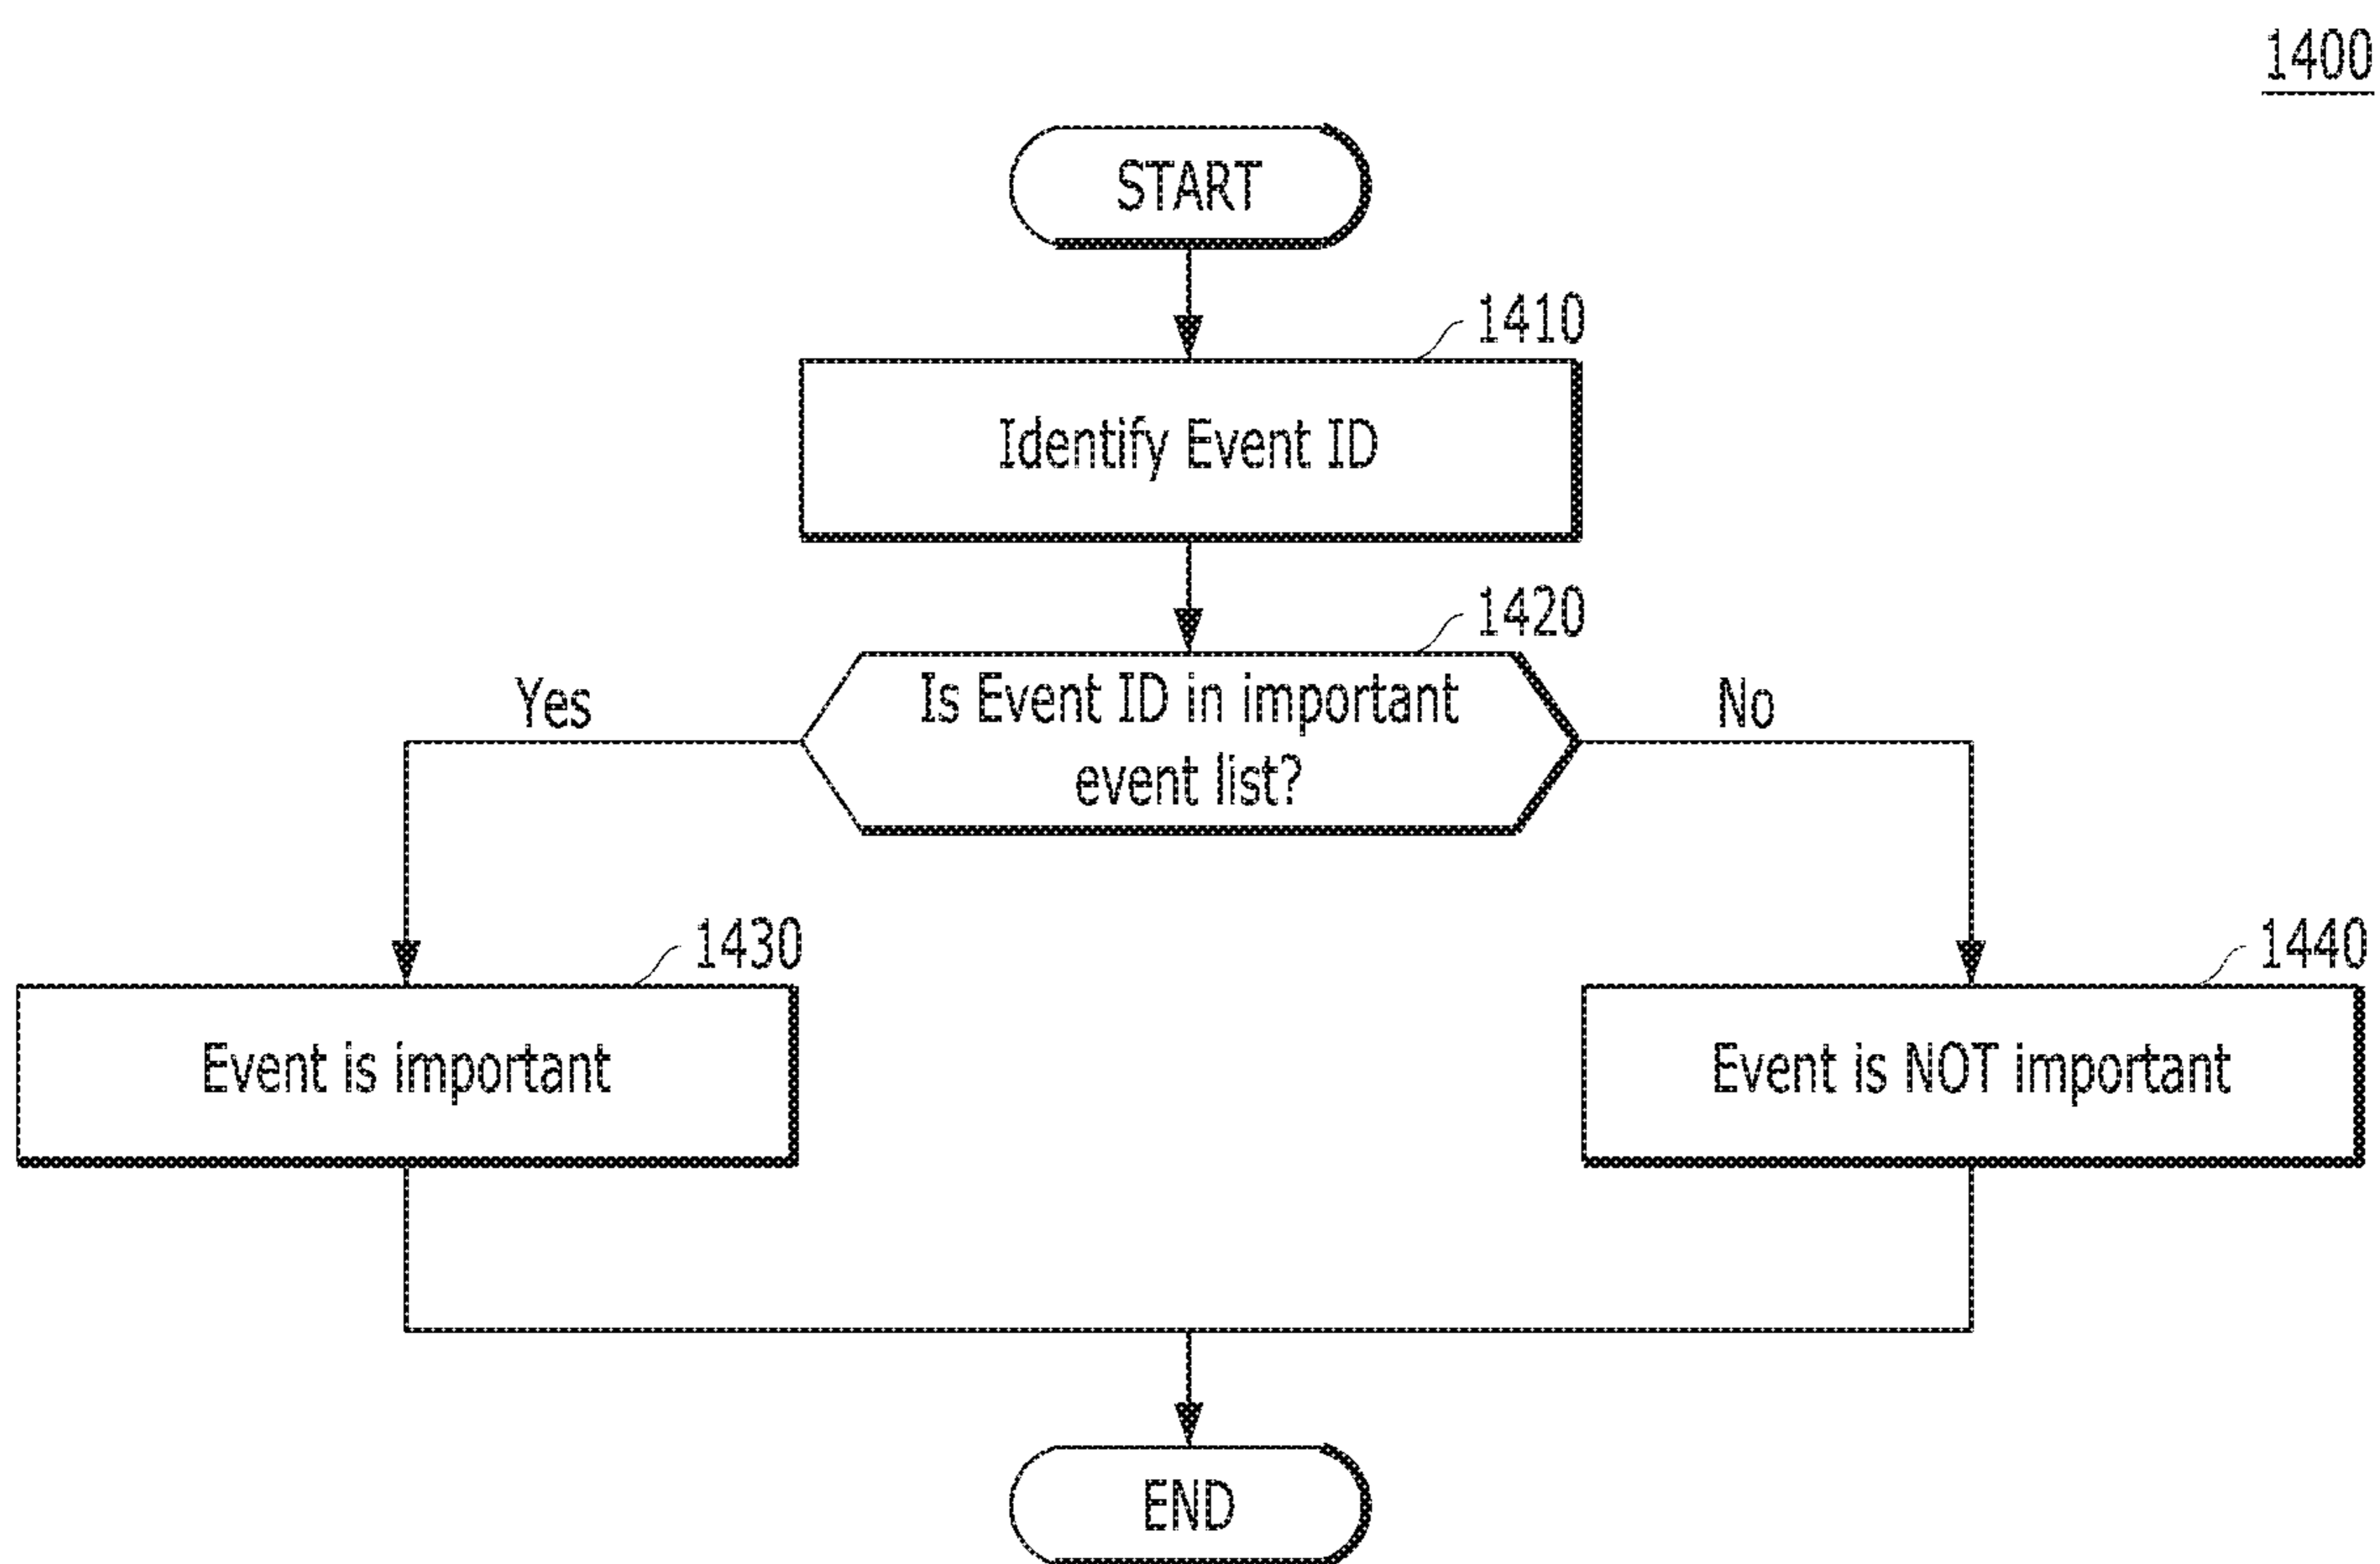 1400
START
1410
Identify Event ID
1420
Yes
Is Event ID in important
event list?
No
1430
Event is important
1440
Event is NOT important
END